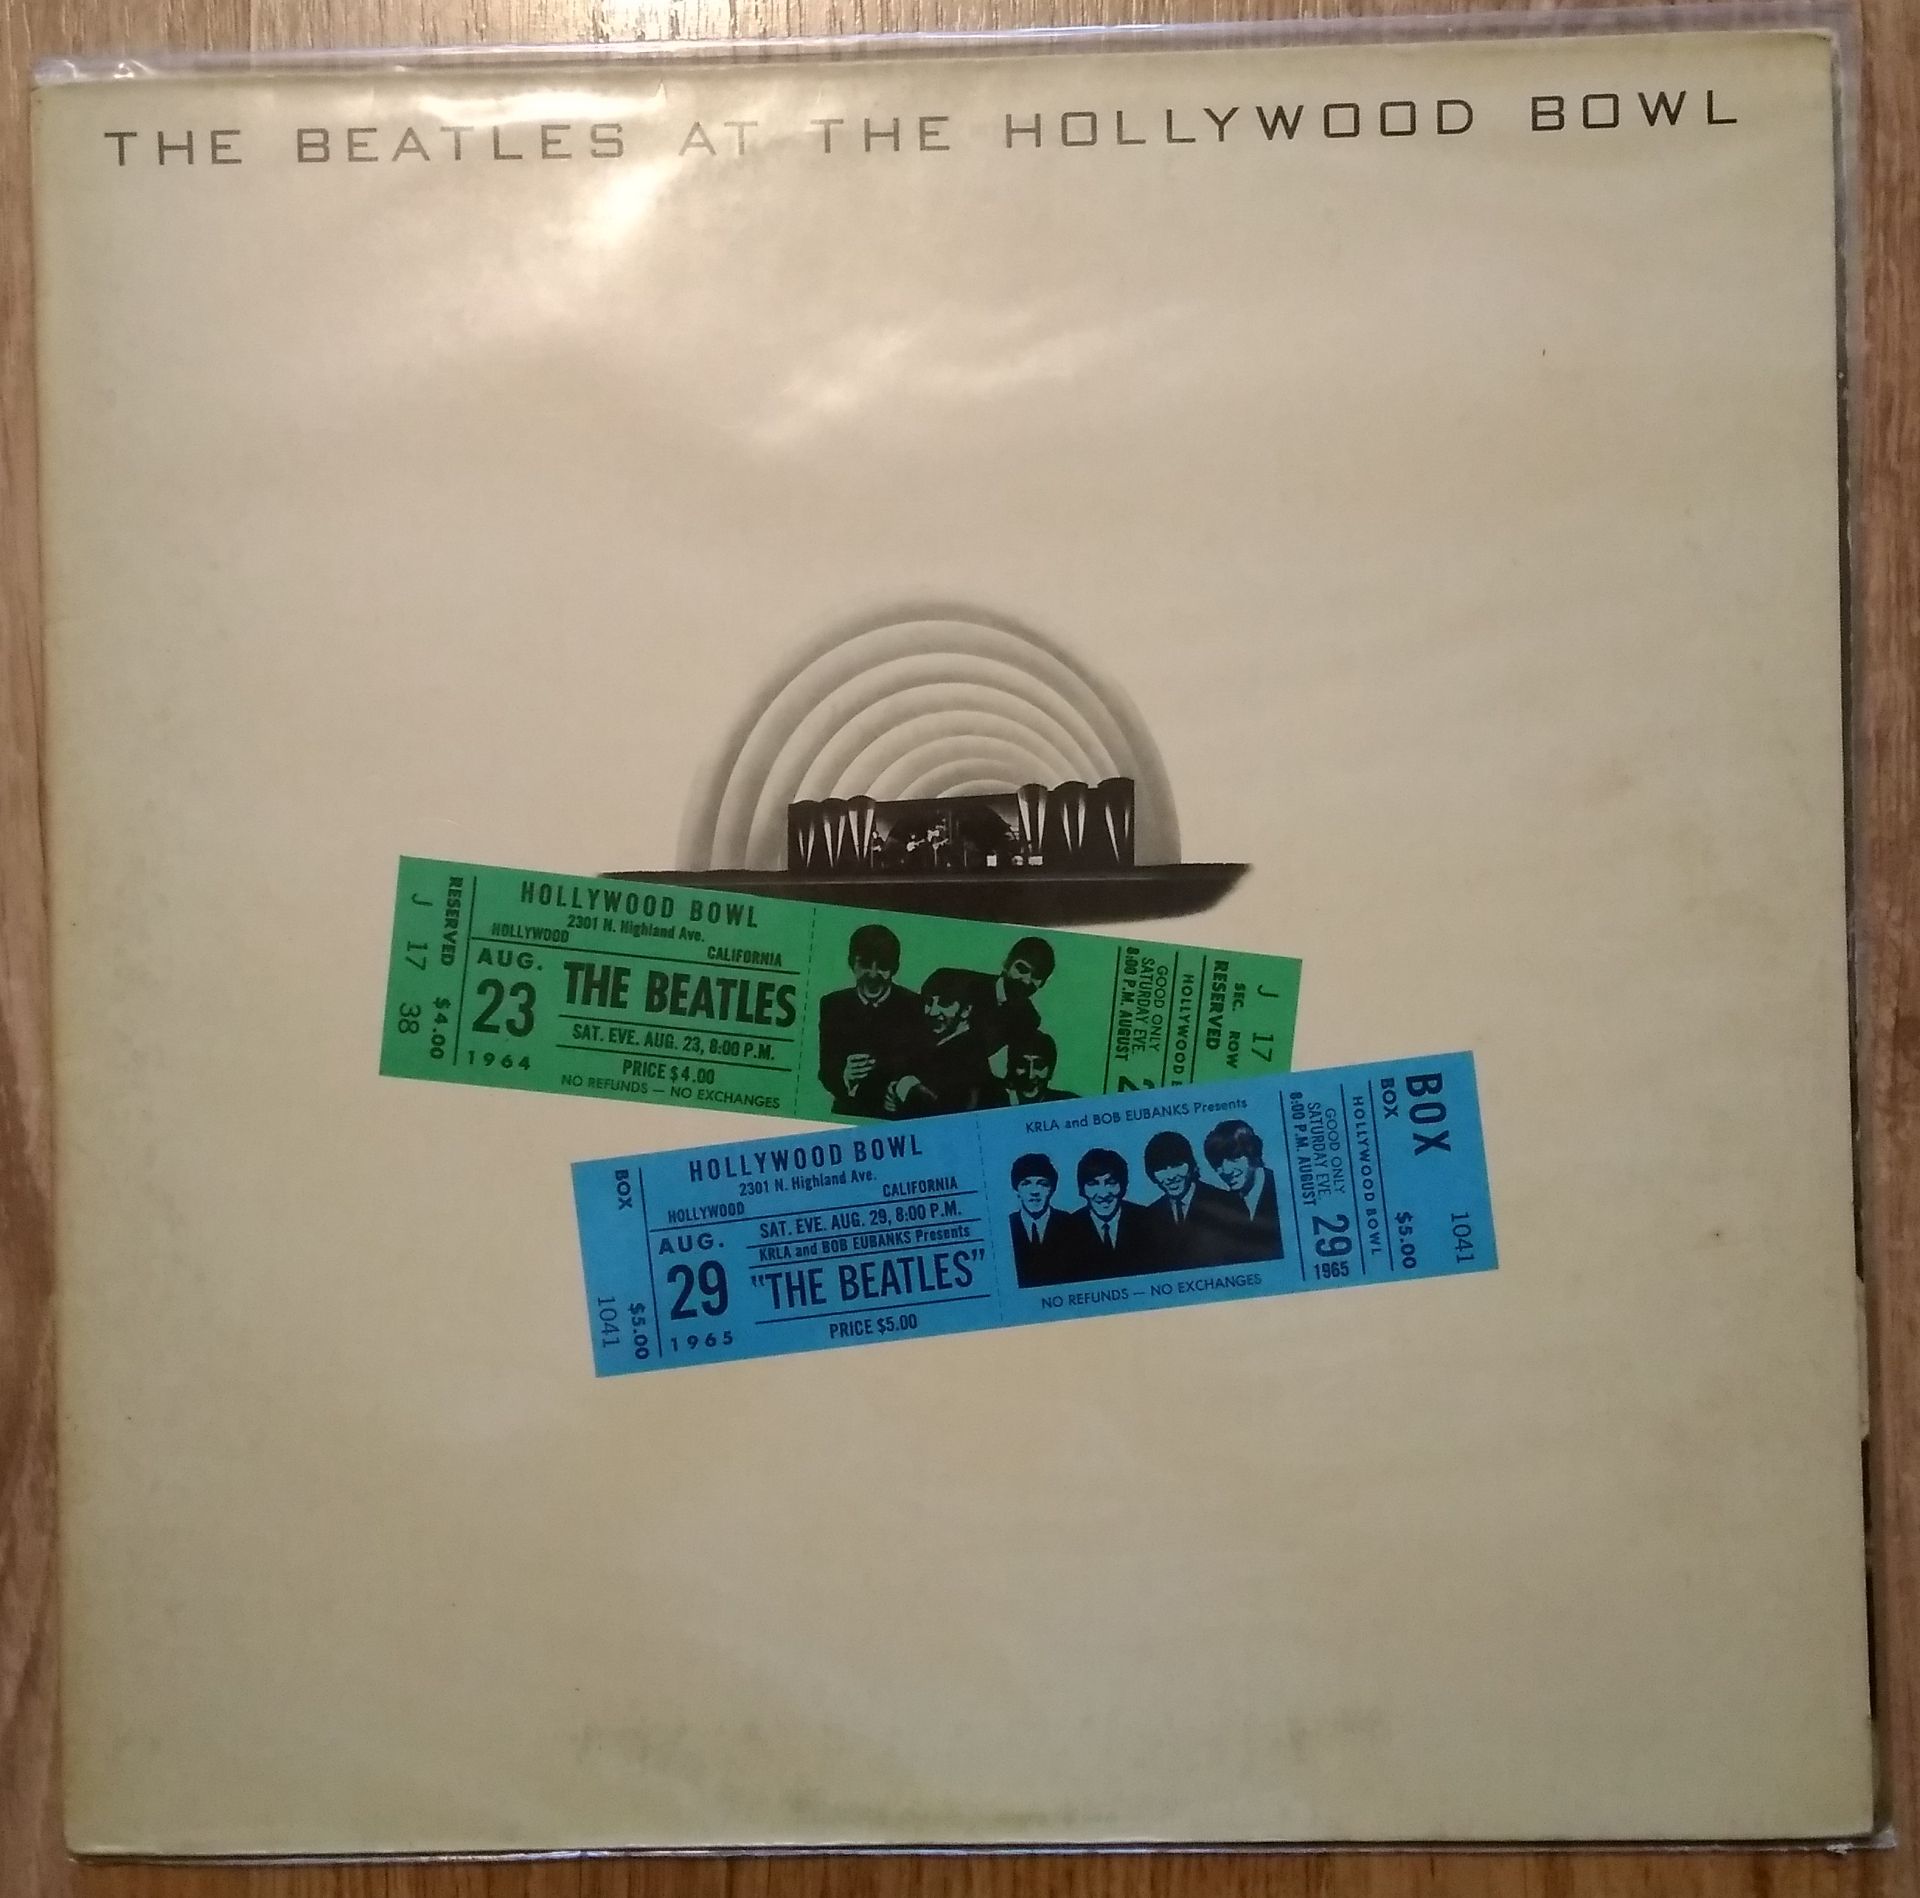 THE BEATLES AT THE HOLLYWOOD BOWL
RESERVED
J 17 38
$4.00
HOLLYWOOD BOWL
2301 N. Highland Ave.
HOLLYWOOD CALIFORNIA
AUG.
23
1964
THE BEATLES
SAT. EVE. AUG. 23, 8:00 P.M.
PRICE $4.00
NO REFUNDS — NO EXCHANGES
GOOD ONLY
SATURDAY EVE.
8:00 P.M. AUGUST
HOLLYWOOD
RESERVED
SEC. ROW
J 17
BOX
1041
$5.00
HOLLYWOOD BOWL
2301 N. Highland Ave.
HOLLYWOOD CALIFORNIA
AUG.
29
1965
SAT. EVE. AUG. 29, 8:00 P.M.
KRLA and BOB EUBANKS Presents
"THE BEATLES"
PRICE $5.00
KRLA and BOB EUBANKS Presents
NO REFUNDS — NO EXCHANGES
GOOD ONLY
SATURDAY EVE.
8:00 P.M. AUGUST
29
1965
HOLLYWOOD BOWL
BOX $5.00
BOX 1041